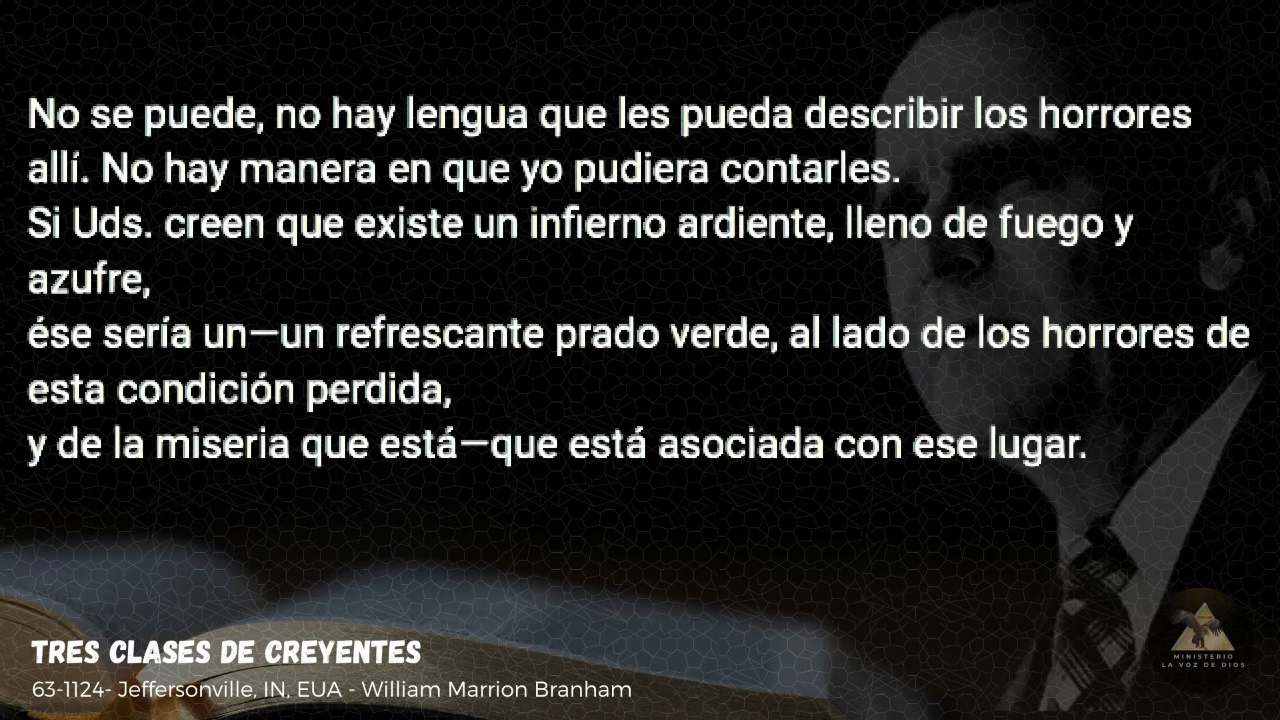 No se puede, no hay lengua que les pueda describir los horrores
allí. No hay manera en que yo pudiera contarles.
Si Uds. creen que existe un infierno ardiente, lleno de fuego y
azufre,
ése sería un—un refrescante prado verde, al lado de los horrores de
esta condición perdida,
y de la miseria que está—que está asociada con ese lugar.
TRES CLASES DE CREYENTES
63-1124- Jeffersonville, IN, EUA - William Marrion Branham
MINISTERIO
LA VOZ DE DIOS